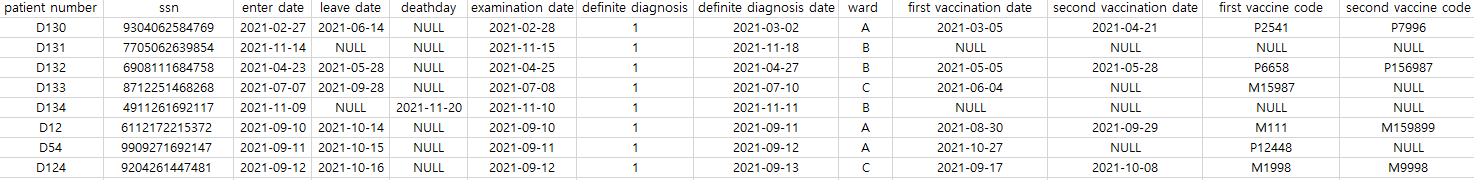 patient number ssn enter date leave date deathday examination date definite diagnosis definite diagnosis date ward first vaccination date second vaccination date first vaccine code second vaccine code
D130 9304062584769 2021-02-27 2021-06-14 NULL 2021-02-28 1 2021-03-02 A 2021-03-05 2021-04-21 P2541 P7996
D131 7705062639854 2021-11-14 NULL NULL 2021-11-15 1 2021-11-18 B NULL NULL NULL NULL
D132 6908111684758 2021-04-23 2021-05-28 NULL 2021-04-25 1 2021-04-27 B 2021-05-05 2021-05-28 P6658 P156987
D133 8712251468268 2021-07-07 2021-09-28 NULL 2021-07-08 1 2021-07-10 C 2021-06-04 NULL M15987 NULL
D134 4911261692117 2021-11-09 NULL 2021-11-20 2021-11-10 1 2021-11-11 B NULL NULL NULL NULL
D12 6112172215372 2021-09-10 2021-10-14 NULL 2021-09-10 1 2021-09-11 A 2021-08-30 2021-09-29 M111 M159899
D54 9909271692147 2021-09-11 2021-10-15 NULL 2021-09-11 1 2021-09-12 A 2021-10-27 NULL P12448 NULL
D124 9204261447481 2021-09-12 2021-10-16 NULL 2021-09-12 1 2021-09-13 C 2021-09-17 2021-10-08 M1998 M9998